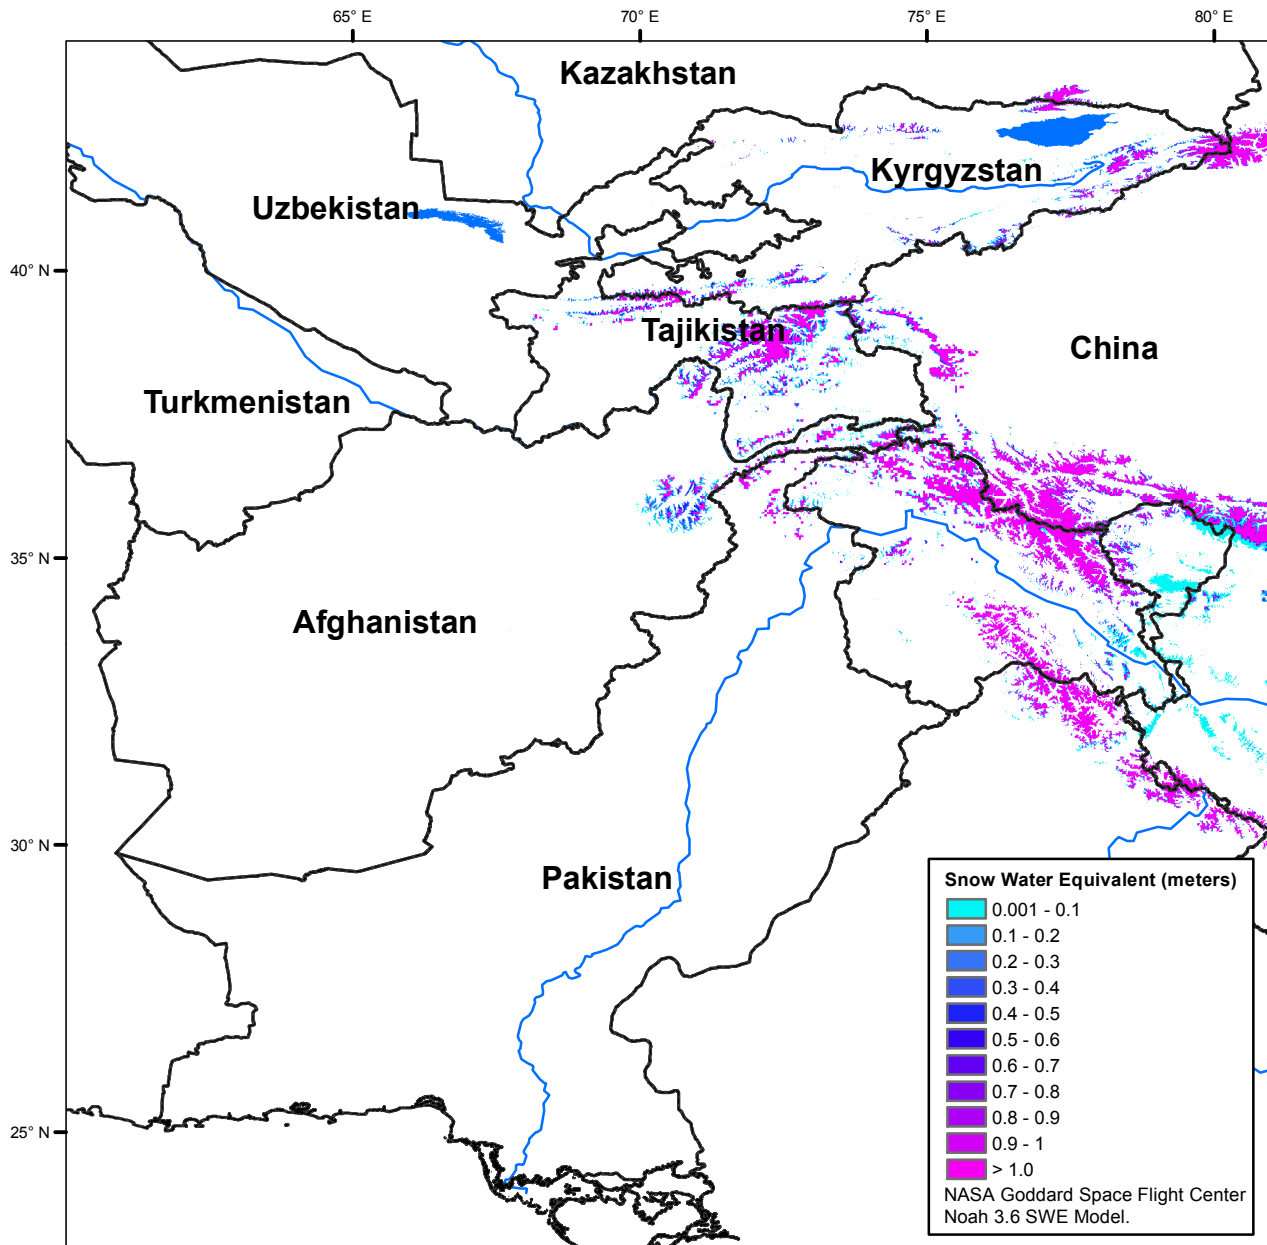 65° E
70° E
75° E
80° E
Kazakhstan
Kyrgyzstan
Uzbekistan
40° N
Tajikistan
China
Turkmenistan
35° N
Afghanistan
30° N
Pakistan
25° N
Snow Water Equivalent (meters)
0.001 - 0.1
0.1 - 0.2
0.2 - 0.3
0.3 - 0.4
0.4 - 0.5
0.5 - 0.6
0.6 - 0.7
0.7 - 0.8
0.8 - 0.9
0.9 - 1
> 1.0
NASA Goddard Space Flight Center
Noah 3.6 SWE Model.